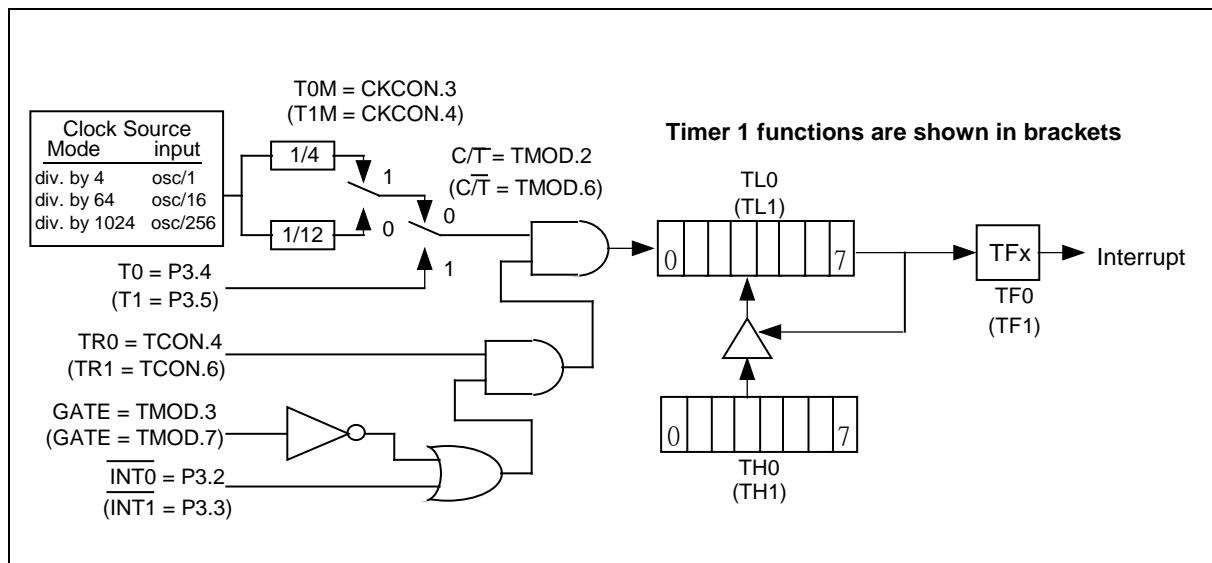 T0M = CKCON.3
(T1M = CKCON.4)
Timer 1 functions are shown in brackets
Clock Source
Mode input
div. by 4 osc/1
div. by 64 osc/16
div. by 1024 osc/256
1/4
1/12
1
0
C/T̅ = TMOD.2
(C/T̅ = TMOD.6)
0
1
T0 = P3.4
(T1 = P3.5)
TL0
(TL1)
0 7
TFx
Interrupt
TF0
(TF1)
TR0 = TCON.4
(TR1 = TCON.6)
GATE = TMOD.3
(GATE = TMOD.7)
I̅N̅T̅0̅ = P3.2
(I̅N̅T̅1̅ = P3.3)
0 7
TH0
(TH1)